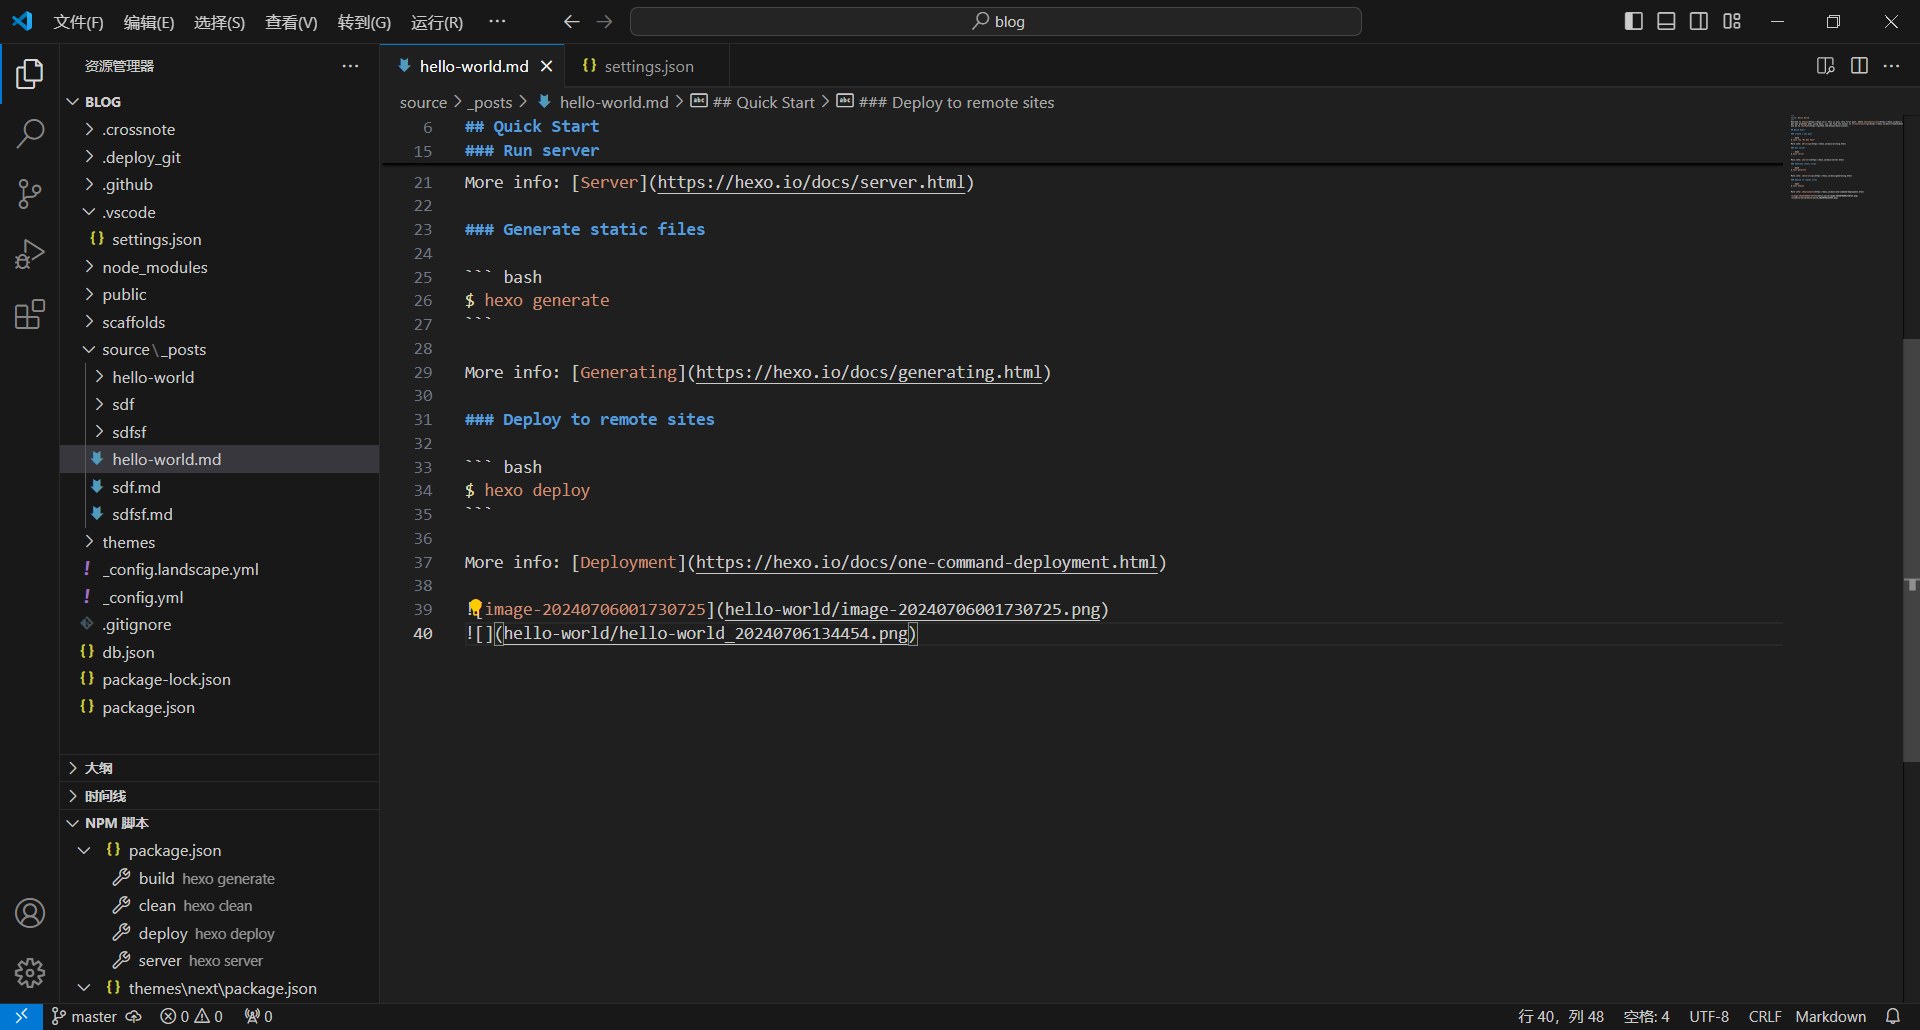 文件(F) 编辑(E) 选择(S) 查看(V) 转到(G) 运行(R) ··· blog
资源管理器
BLOG
.crossnote
.deploy_git
.github
.vscode
{} settings.json
node_modules
public
scaffolds
source\_posts
hello-world
sdf
sdfsf
hello-world.md
sdf.md
sdfsf.md
themes
! _config.landscape.yml
! _config.yml
.gitignore
{} db.json
{} package-lock.json
{} package.json
大纲
时间线
NPM 脚本
{} package.json
build hexo generate
clean hexo clean
deploy hexo deploy
server hexo server
{} themes\next\package.json
hello-world.md {} settings.json
source > _posts > hello-world.md > ## Quick Start > ### Deploy to remote sites
6 ## Quick Start
15 ### Run server
21 More info: [Server](https://hexo.io/docs/server.html)
22
23 ### Generate static files
24
25 ``` bash
26 $ hexo generate
27 ```
28
29 More info: [Generating](https://hexo.io/docs/generating.html)
30
31 ### Deploy to remote sites
32
33 ``` bash
34 $ hexo deploy
35 ```
36
37 More info: [Deployment](https://hexo.io/docs/one-command-deployment.html)
38
39 ![image-20240706001730725](hello-world/image-20240706001730725.png)
40 ![](hello-world/hello-world_20240706134454.png)
master 0 0 0 行 40，列 48 空格: 4 UTF-8 CRLF Markdown